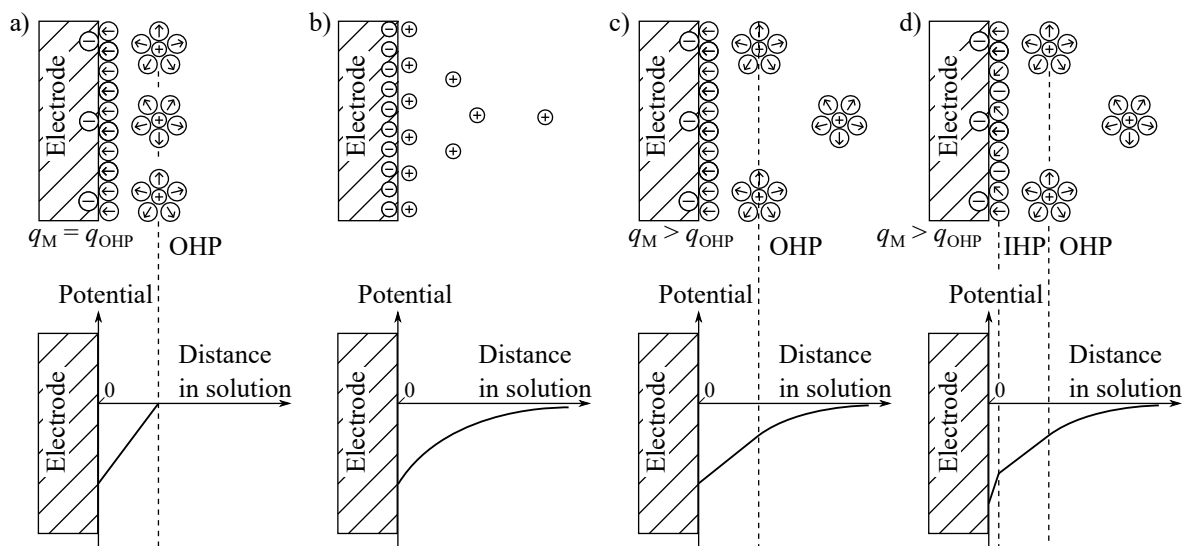 a)
Electrode
q_M = q_OHP
OHP
b)
Electrode
c)
Electrode
q_M > q_OHP
OHP
d)
Electrode
q_M > q_OHP
IHP
OHP
Potential
0
Distance
in solution
Electrode
Potential
0
Distance
in solution
Electrode
Potential
0
Distance
in solution
Electrode
Potential
0
Distance
in solution
Electrode